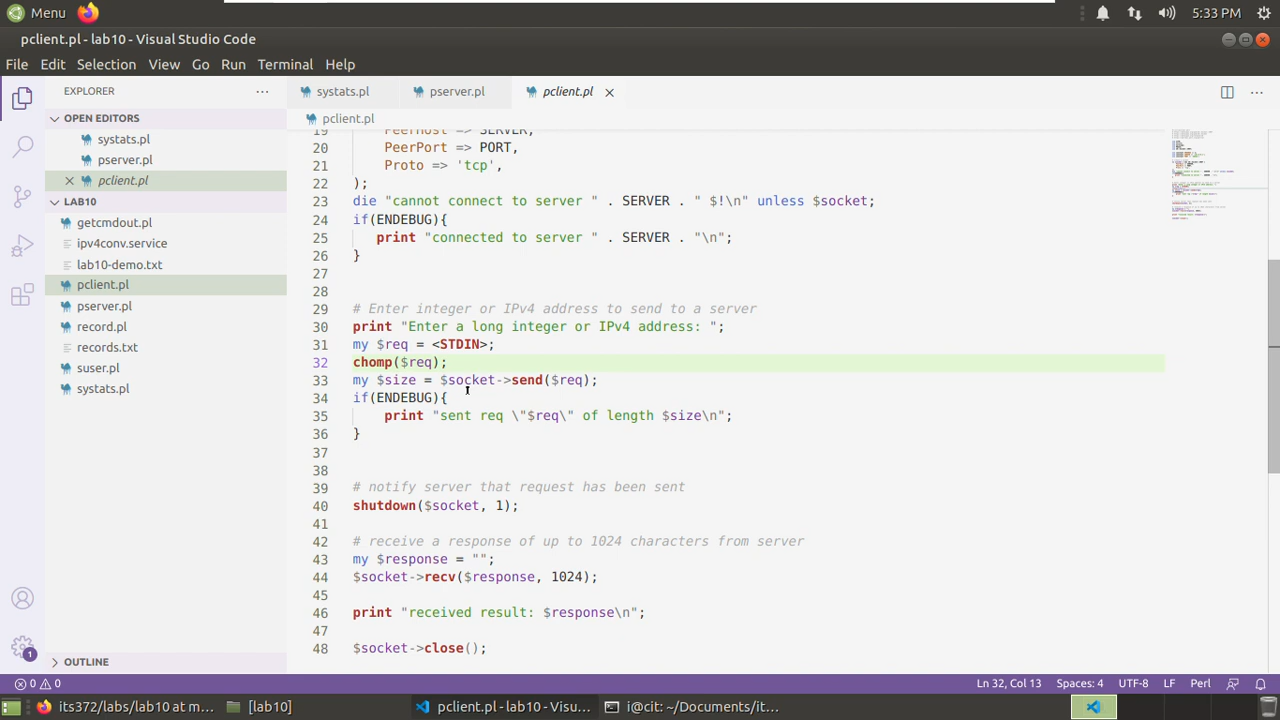 Menu
5:33 PM
pclient.pl - lab10 - Visual Studio Code
File Edit Selection View Go Run Terminal Help
EXPLORER ···
systats.pl pserver.pl pclient.pl
OPEN EDITORS
systats.pl
pserver.pl
pclient.pl
LAB10
getcmdout.pl
ipv4conv.service
lab10-demo.txt
pclient.pl
pserver.pl
record.pl
records.txt
suser.pl
systats.pl
OUTLINE
1
pclient.pl
19 PeerHost => SERVER,
20 PeerPort => PORT,
21 Proto => 'tcp',
22 );
23 die "cannot connect to server " . SERVER . " $!\n" unless $socket;
24 if(ENDEBUG){
25 print "connected to server " . SERVER . "\n";
26 }
27
28
29 # Enter integer or IPv4 address to send to a server
30 print "Enter a long integer or IPv4 address: ";
31 my $req = <STDIN>;
32 chomp($req);
33 my $size = $socket->send($req);
34 if(ENDEBUG){
35 print "sent req \"$req\" of length $size\n";
36 }
37
38
39 # notify server that request has been sent
40 shutdown($socket, 1);
41
42 # receive a response of up to 1024 characters from server
43 my $response = "";
44 $socket->recv($response, 1024);
45
46 print "received result: $response\n";
47
48 $socket->close();
0 0
Ln 32, Col 13 Spaces: 4 UTF-8 LF Perl
its372/labs/lab10 at m... [lab10] pclient.pl - lab10 - Visu... i@cit: ~/Documents/it...